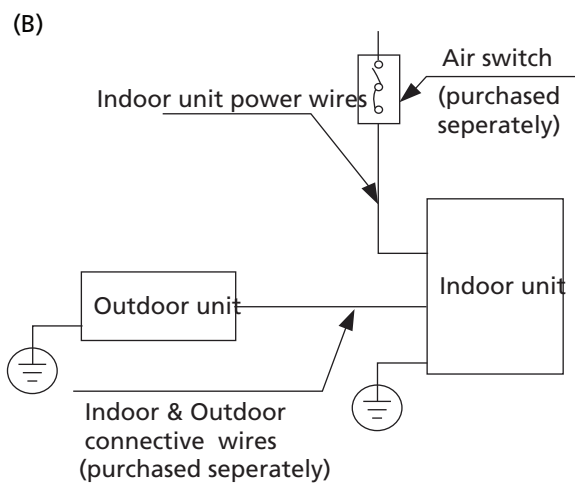 (B)
Air switch
(purchased
seperately)
Indoor unit power wires
Indoor unit
Outdoor unit
Indoor & Outdoor
connective wires
(purchased seperately)